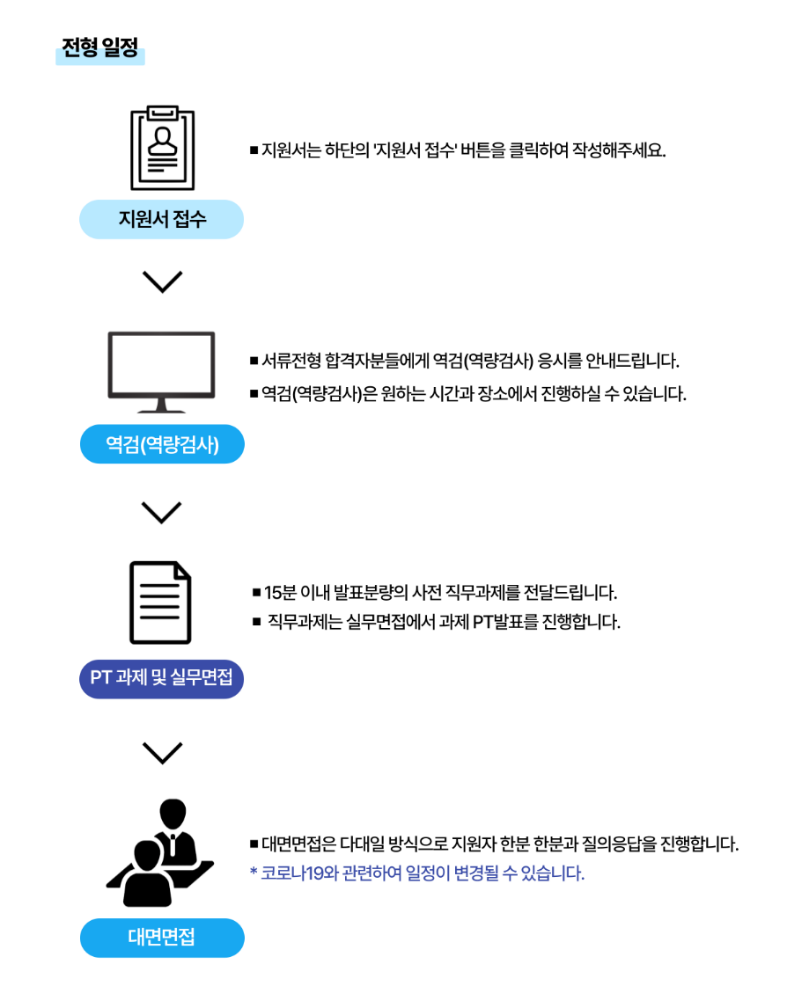 전형 일정
■ 지원서는 하단의 '지원서 접수' 버튼을 클릭하여 작성해주세요.
지원서 접수
■ 서류전형 합격자분들에게 역검(역량검사) 응시를 안내드립니다.
■ 역검(역량검사)은 원하는 시간과 장소에서 진행하실 수 있습니다.
역검(역량검사)
■ 15분 이내 발표분량의 사전 직무과제를 전달드립니다.
■ 직무과제는 실무면접에서 과제 PT발표를 진행합니다.
PT 과제 및 실무면접
■ 대면면접은 다대일 방식으로 지원자 한분 한분과 질의응답을 진행합니다.
* 코로나19와 관련하여 일정이 변경될 수 있습니다.
대면면접